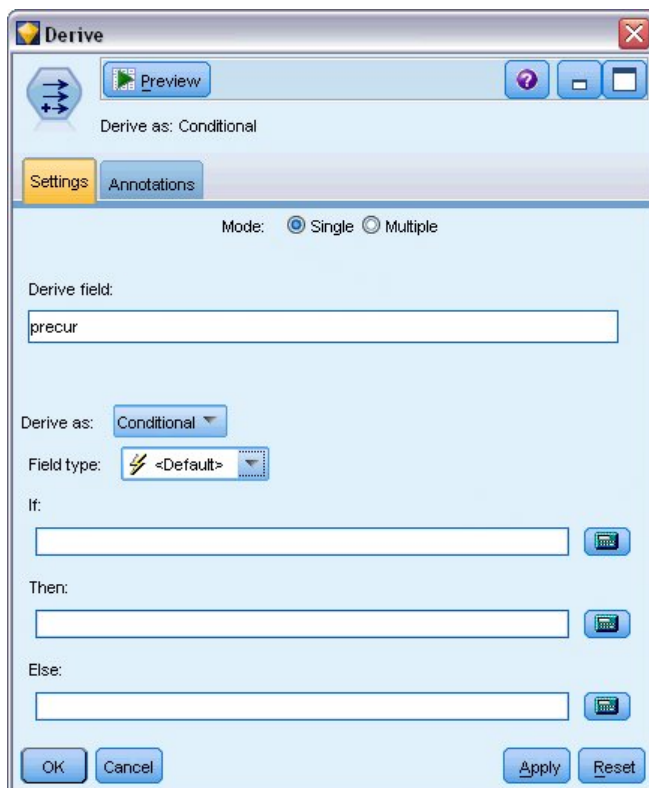 Derive
Preview
Derive as: Conditional
Settings Annotations
Mode: Single Multiple
Derive field:
precur
Derive as: Conditional
Field type: <Default>
If:
Then:
Else:
OK Cancel Apply Reset